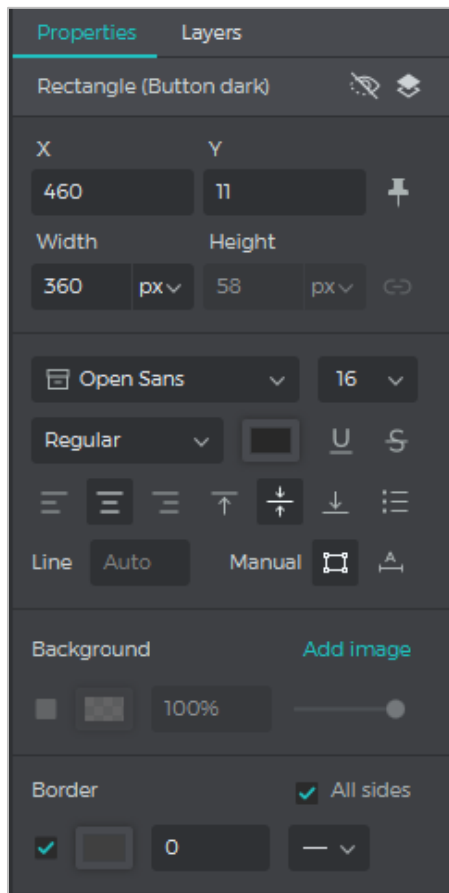 Properties Layers
Rectangle (Button dark)
X Y
460 11
Width Height
360 px 58 px
Open Sans 16
Regular U S
Line Auto Manual A
Background Add image
100%
Border All sides
0